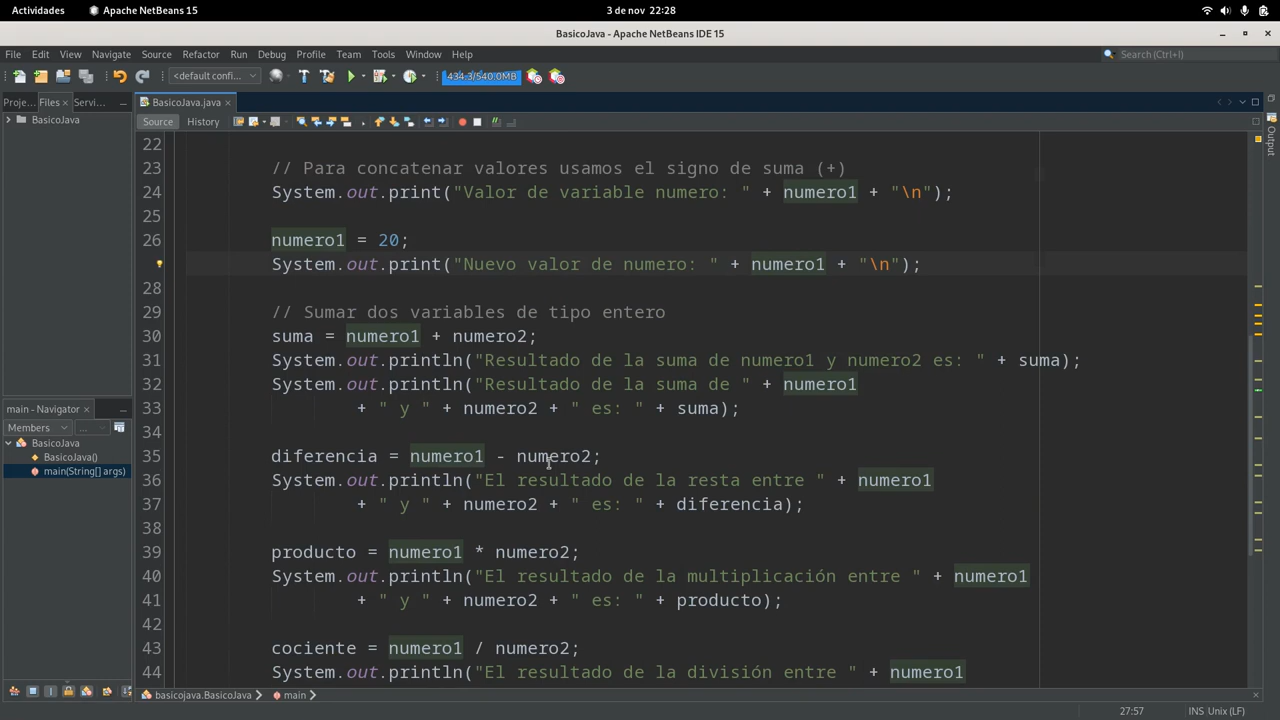 Actividades Apache NetBeans 15 3 de nov 22:28
BasicoJava - Apache NetBeans IDE 15
File Edit View Navigate Source Refactor Run Debug Profile Team Tools Window Help Search (Ctrl+I)
<default confi... 434.3/540.0MB
Proje... Files × Servi... BasicoJava.java ×
Source History
BasicoJava
22
23 // Para concatenar valores usamos el signo de suma (+)
24 System.out.print("Valor de variable numero: " + numero1 + "\n");
25
26 numero1 = 20;
System.out.print("Nuevo valor de numero: " + numero1 + "\n");
28
29 // Sumar dos variables de tipo entero
30 suma = numero1 + numero2;
31 System.out.println("Resultado de la suma de numero1 y numero2 es: " + suma);
32 System.out.println("Resultado de la suma de " + numero1
33 + " y " + numero2 + " es: " + suma);
34
35 diferencia = numero1 - numero2;
36 System.out.println("El resultado de la resta entre " + numero1
37 + " y " + numero2 + " es: " + diferencia);
38
39 producto = numero1 * numero2;
40 System.out.println("El resultado de la multiplicación entre " + numero1
41 + " y " + numero2 + " es: " + producto);
42
43 cociente = numero1 / numero2;
44 System.out.println("El resultado de la división entre " + numero1
Output
main - Navigator ×
Members ...
BasicoJava
BasicoJava()
main(String[] args)
basicojava.BasicoJava main
27:57 INS Unix (LF)